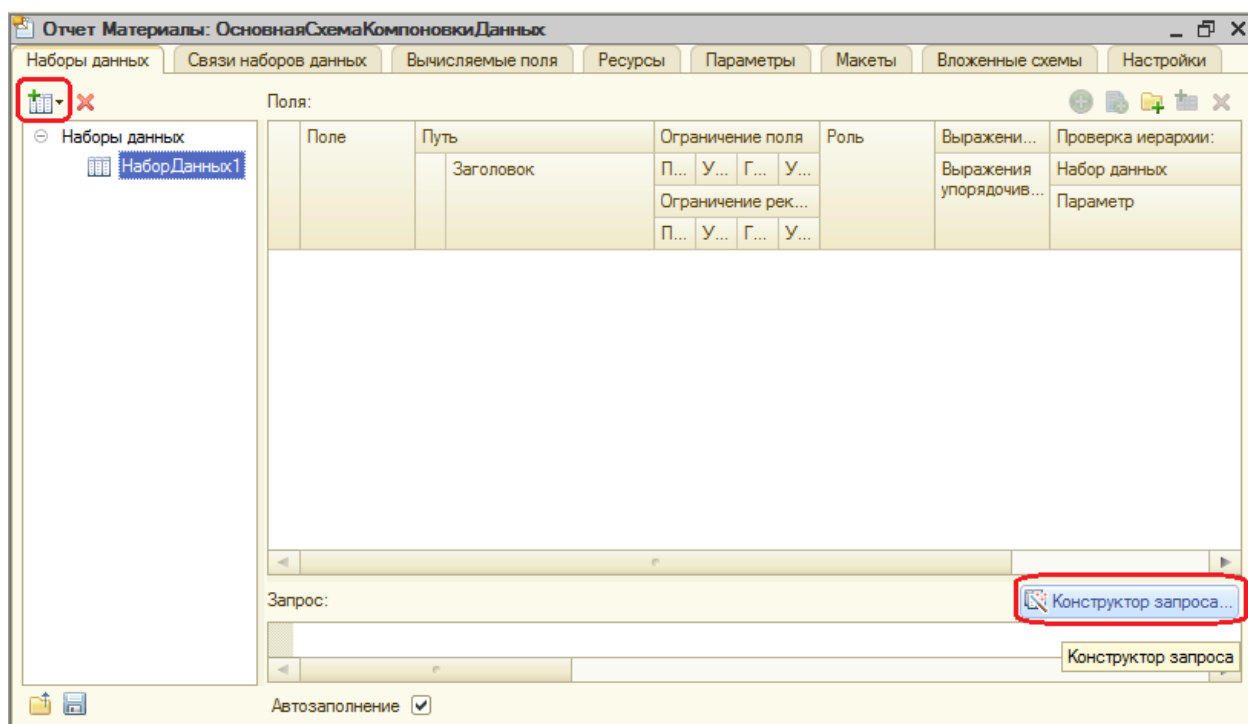 Отчет Материалы: ОсновнаяСхемаКомпоновкиДанных
Наборы данных Связи наборов данных Вычисляемые поля Ресурсы Параметры Макеты Вложенные схемы Настройки
Поля:
Наборы данных
НаборДанных1
Поле Путь Ограничение поля Роль Выражени... Проверка иерархии:
Заголовок П... У... Г... У... Выражения упорядочив... Набор данных
Ограничение рек... Параметр
П... У... Г... У...
Запрос: Конструктор запроса...
Конструктор запроса
Автозаполнение